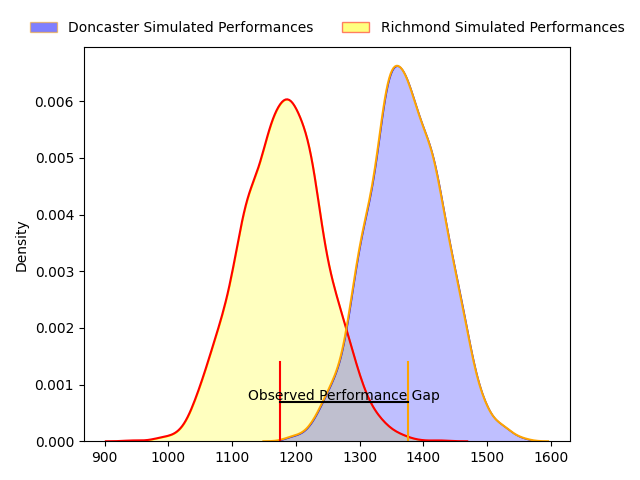 Doncaster Simulated Performances Richmond Simulated Performances
0.006
0.005
0.004
0.003
0.002
0.001
0.000
Density
Observed Performance Gap
900 1000 1100 1200 1300 1400 1500 1600